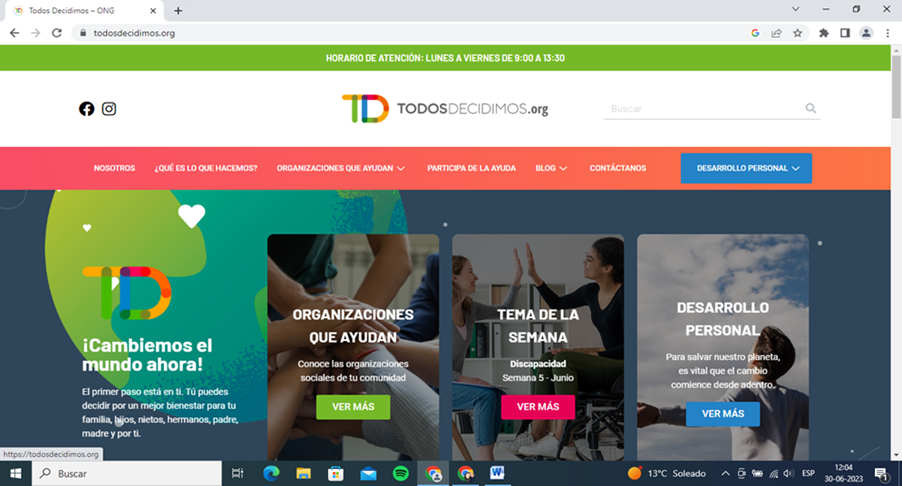 Todos Decidimos – ONG
todosdecidimos.org
HORARIO DE ATENCIÓN: LUNES A VIERNES DE 9:00 A 13:30
TD TODOSDECIDIMOS.org
Buscar
NOSOTROS ¿QUÉ ES LO QUE HACEMOS? ORGANIZACIONES QUE AYUDAN PARTICIPA DE LA AYUDA BLOG CONTÁCTANOS DESARROLLO PERSONAL
TD
¡Cambiemos el
mundo ahora!
El primer paso está en ti. Tú puedes
decidir por un mejor bienestar para tu
familia, hijos, nietos, hermanos, padre,
madre y por ti.
ORGANIZACIONES
QUE AYUDAN
Conoce las organizaciones
sociales de tu comunidad
VER MÁS
TEMA DE LA
SEMANA
Discapacidad
Semana 5 - Junio
VER MÁS
DESARROLLO
PERSONAL
Para salvar nuestro planeta,
es vital que el cambio
comience desde adentro.
VER MÁS
https://todosdecidimos.org
Buscar
13°C Soleado
ESP
12:04
30-06-2023
1